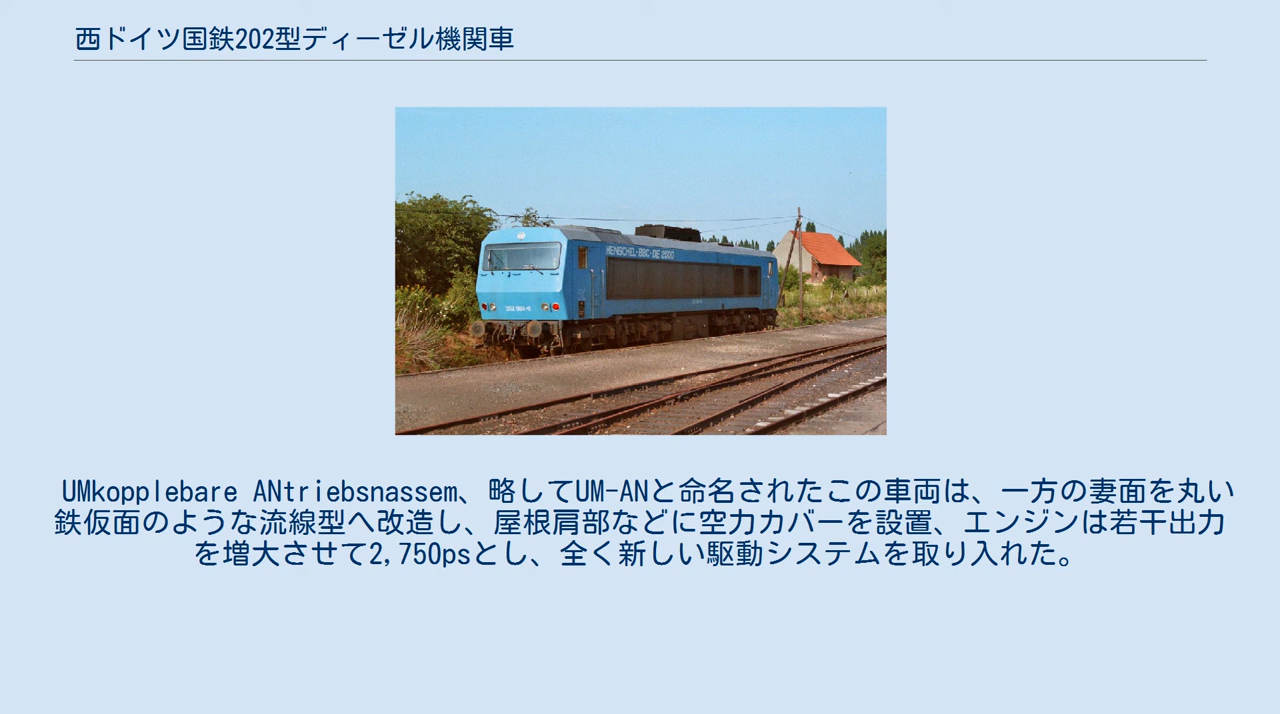 西ドイツ国鉄202型ディーゼル機関車
HENSCHEL-BBC-DE 2500
202 004-8
UMkopplebare ANtriebsnassem、略してUM-ANと命名されたこの車両は、一方の妻面を丸い
鉄仮面のような流線型へ改造し、屋根肩部などに空力カバーを設置、エンジンは若干出力
を増大させて2,750psとし、全く新しい駆動システムを取り入れた。